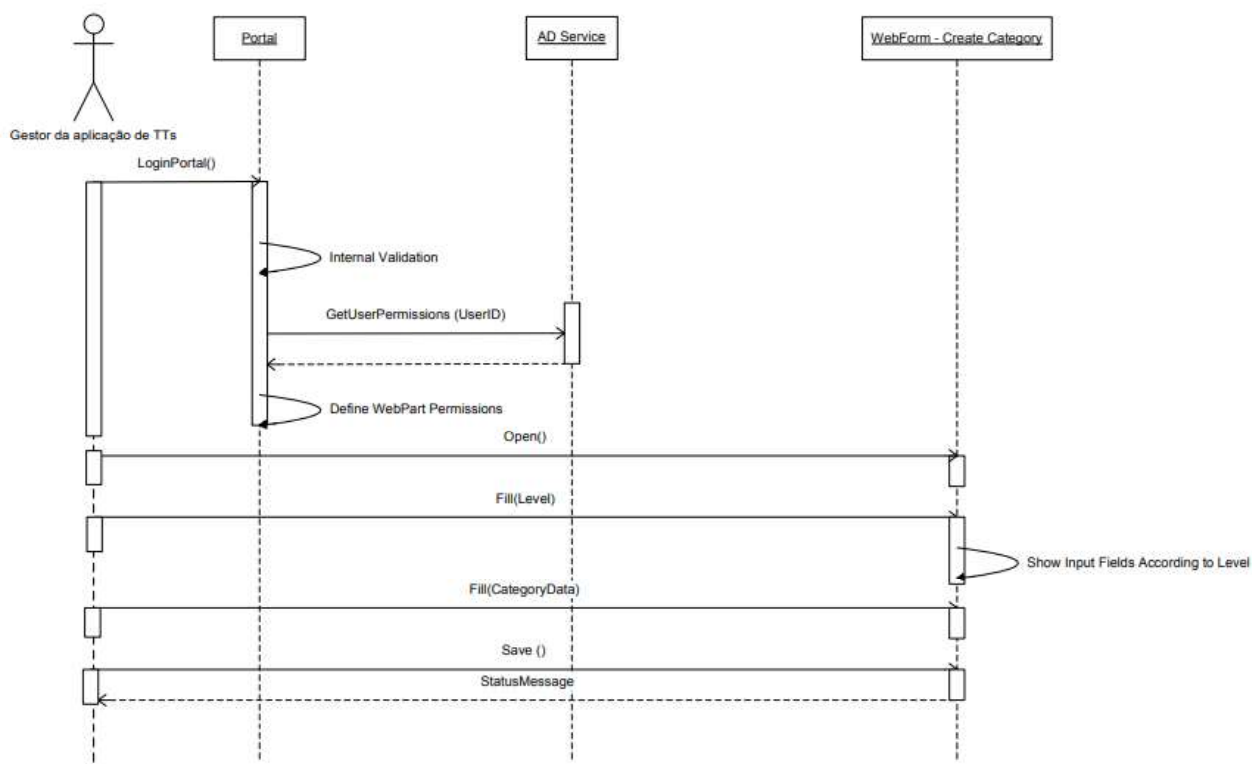 Portal
AD Service
WebForm - Create Category
Gestor da aplicação de TTs
LoginPortal()
Internal Validation
GetUserPermissions (UserID)
Define WebPart Permissions
Open()
Fill(Level)
Show Input Fields According to Level
Fill(CategoryData)
Save ()
StatusMessage